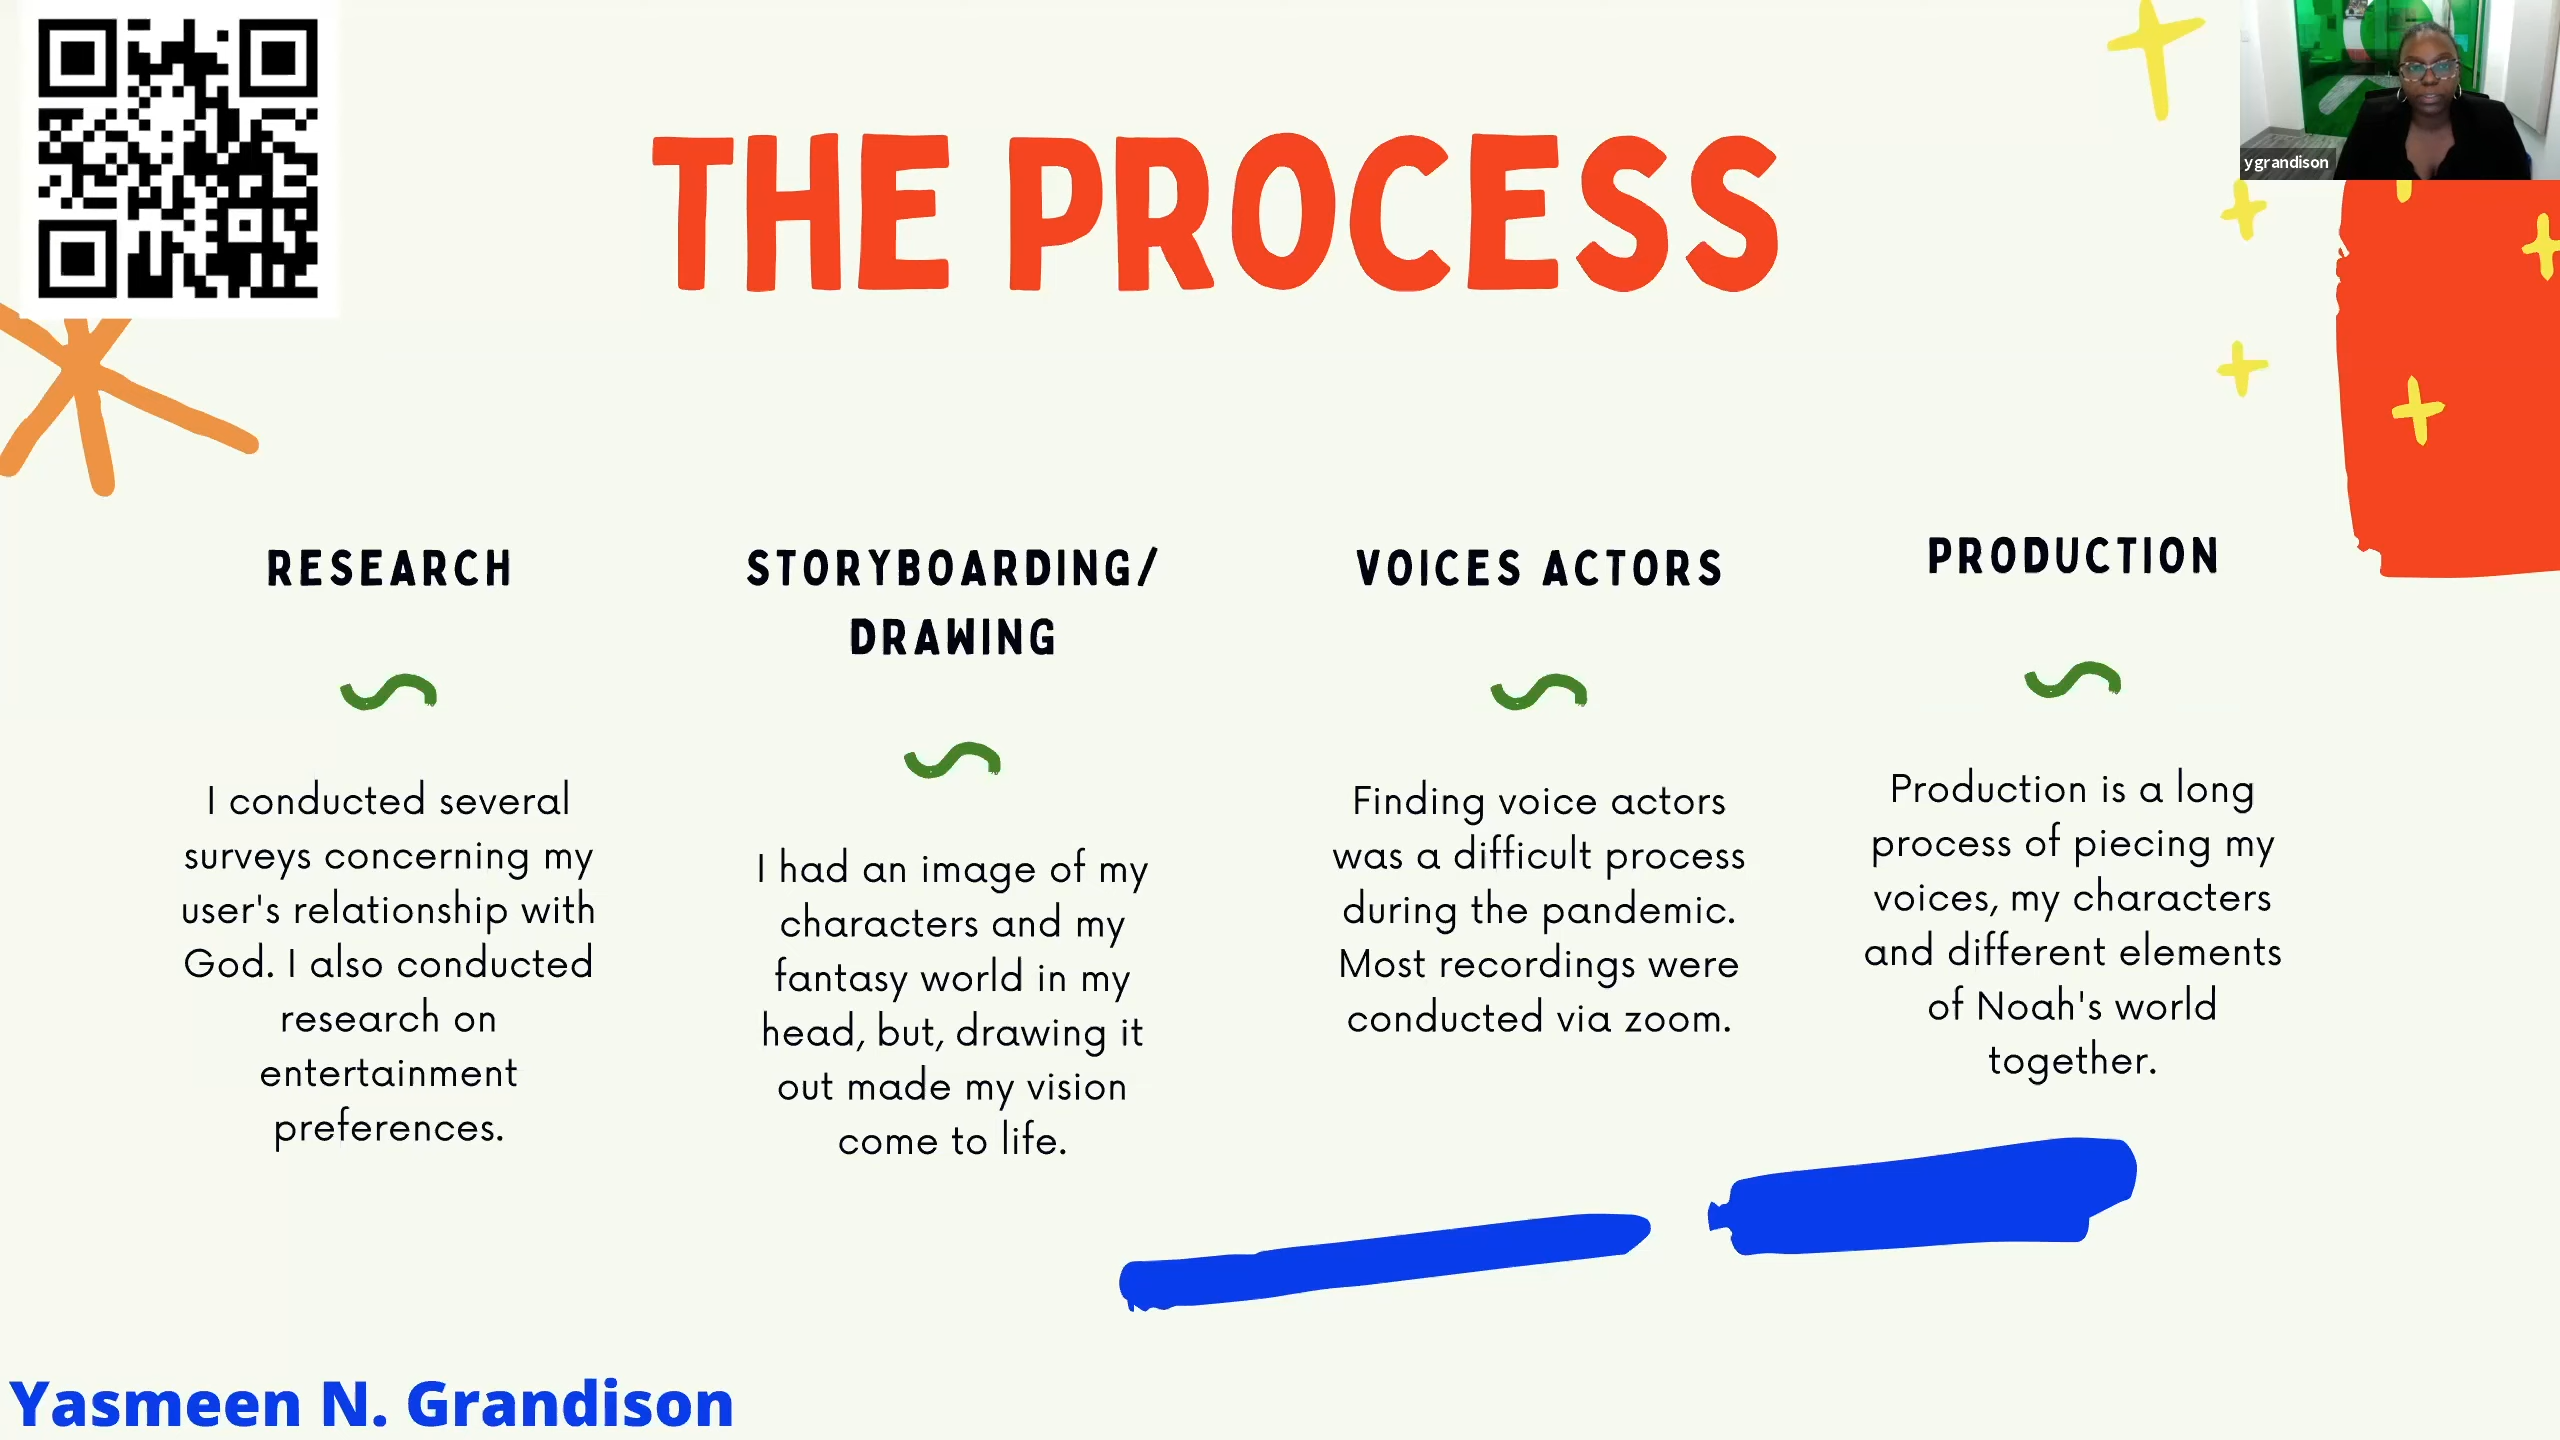 THE PROCESS
ygrandison
RESEARCH
I conducted several
surveys concerning my
user's relationship with
God. I also conducted
research on
entertainment
preferences.
STORYBOARDING/
DRAWING
I had an image of my
characters and my
fantasy world in my
head, but, drawing it
out made my vision
come to life.
VOICES ACTORS
Finding voice actors
was a difficult process
during the pandemic.
Most recordings were
conducted via zoom.
PRODUCTION
Production is a long
process of piecing my
voices, my characters
and different elements
of Noah's world
together.
Yasmeen N. Grandison